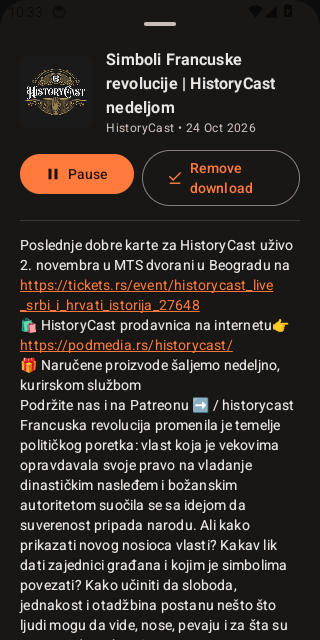 10:33
HISTORYCAST
Simboli Francuske
revolucije | HistoryCast
nedeljom
HistoryCast • 24 Oct 2026
Pause
Remove
download
Poslednje dobre karte za HistoryCast uživo
2. novembra u MTS dvorani u Beogradu na
https://tickets.rs/event/historycast_live
_srbi_i_hrvati_istorija_27648
🛍️ HistoryCast prodavnica na internetu👉
https://podmedia.rs/historycast/
🎁 Naručene proizvode šaljemo nedeljno,
kurirskom službom
Podržite nas i na Patreonu ➡️ / historycast
Francuska revolucija promenila je temelje
političkog poretka: vlast koja je vekovima
opravdavala svoje pravo na vladanje
dinastičkim nasleđem i božanskim
autoritetom suočila se sa idejom da
suverenost pripada narodu. Ali kako
prikazati novog nosioca vlasti? Kakav lik
dati zajednici građana i kojim je simbolima
povezati? Kako učiniti da sloboda,
jednakost i otadžbina postanu nešto što
ljudi mogu da vide, nose, pevaju i za šta su